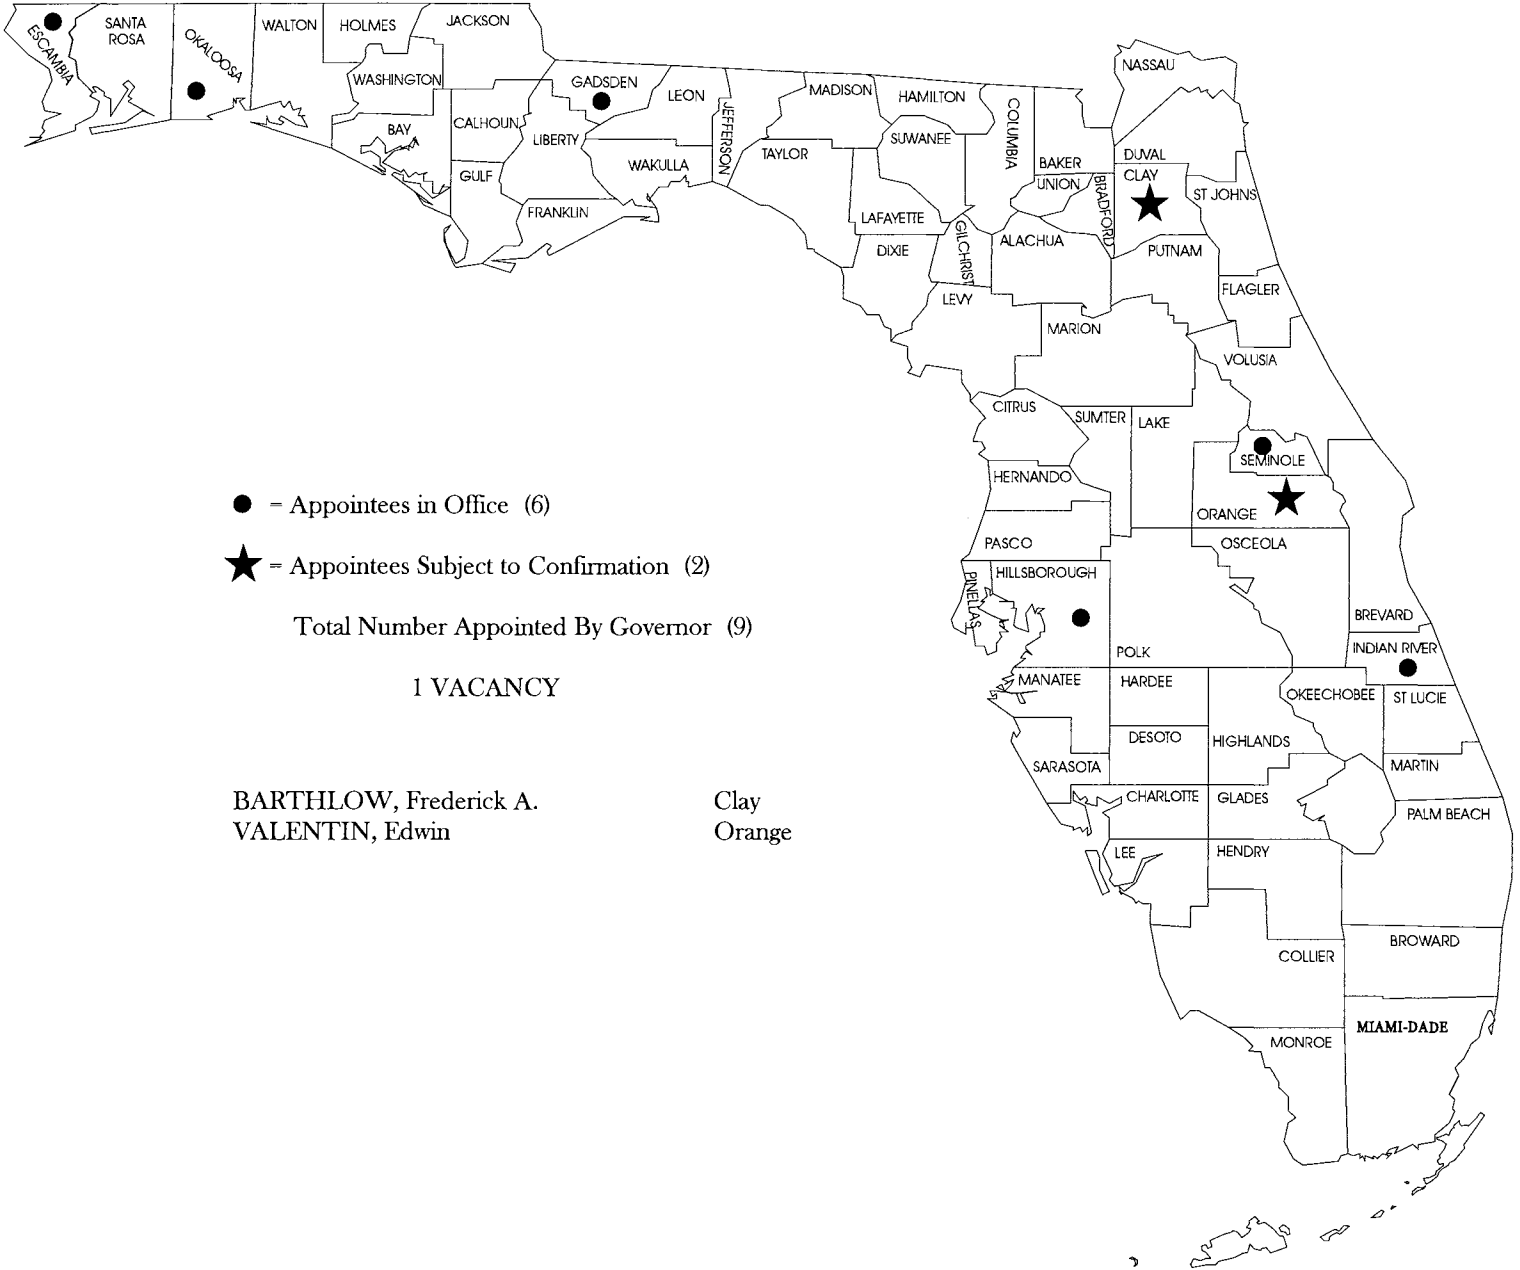 ESCAMBIA
SANTA
ROSA
OKALOOSA
WALTON
HOLMES
JACKSON
WASHINGTON
BAY
CALHOUN
GULF
GADSDEN
LIBERTY
FRANKLIN
LEON
WAKULLA
JEFFERSON
MADISON
TAYLOR
HAMILTON
SUWANEE
LAFAYETTE
DIXIE
COLUMBIA
GILCHRIST
LEVY
BAKER
UNION
BRADFORD
ALACHUA
NASSAU
DUVAL
CLAY
ST JOHNS
PUTNAM
FLAGLER
MARION
VOLUSIA
CITRUS
SUMTER
LAKE
SEMINOLE
HERNANDO
ORANGE
PASCO
OSCEOLA
PINELLAS
HILLSBOROUGH
POLK
BREVARD
INDIAN RIVER
MANATEE
HARDEE
OKEECHOBEE
ST LUCIE
DESOTO
HIGHLANDS
SARASOTA
MARTIN
CHARLOTTE
GLADES
PALM BEACH
LEE
HENDRY
BROWARD
COLLIER
MIAMI-DADE
MONROE
= Appointees in Office (6)
= Appointees Subject to Confirmation (2)
Total Number Appointed By Governor (9)
1 VACANCY
BARTHLOW, Frederick A. Clay
VALENTIN, Edwin Orange